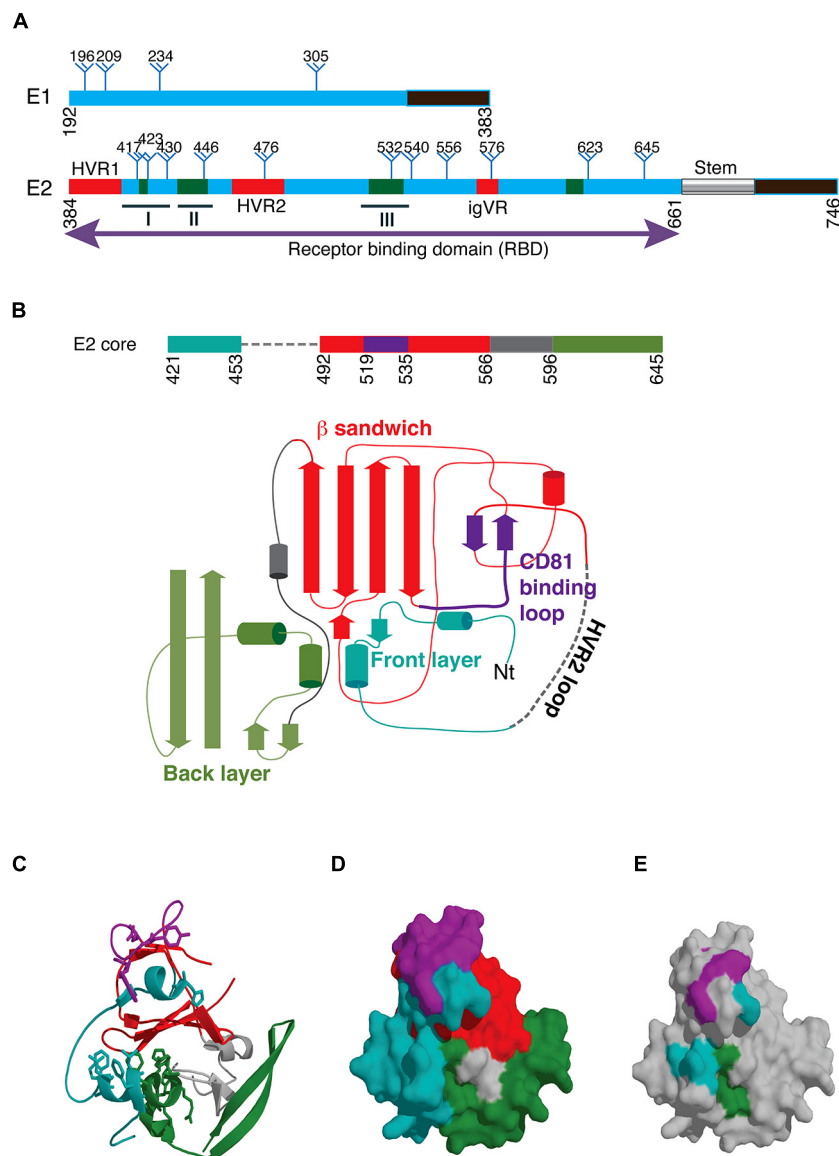 A
196 209 234 305
E1
192 383
417 423 430 446 476 532 540 556 576 623 645
HVR1 Stem
E2
384 HVR2 igVR 661 746
I II III
Receptor binding domain (RBD)
B
E2 core
421 453 492 519 535 566 596 645
β sandwich
CD81
binding
loop
HVR2 loop
Front layer
Nt
Back layer
C D E